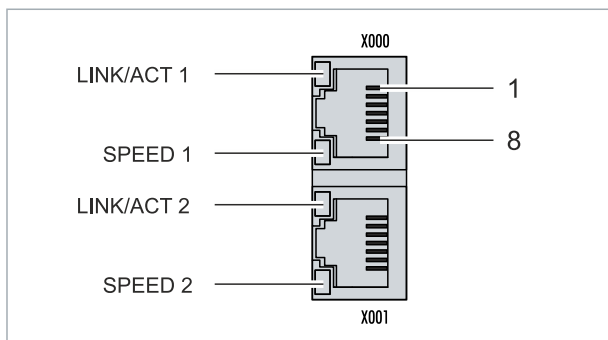 X000
LINK/ACT 1
1
8
SPEED 1
LINK/ACT 2
SPEED 2
X001